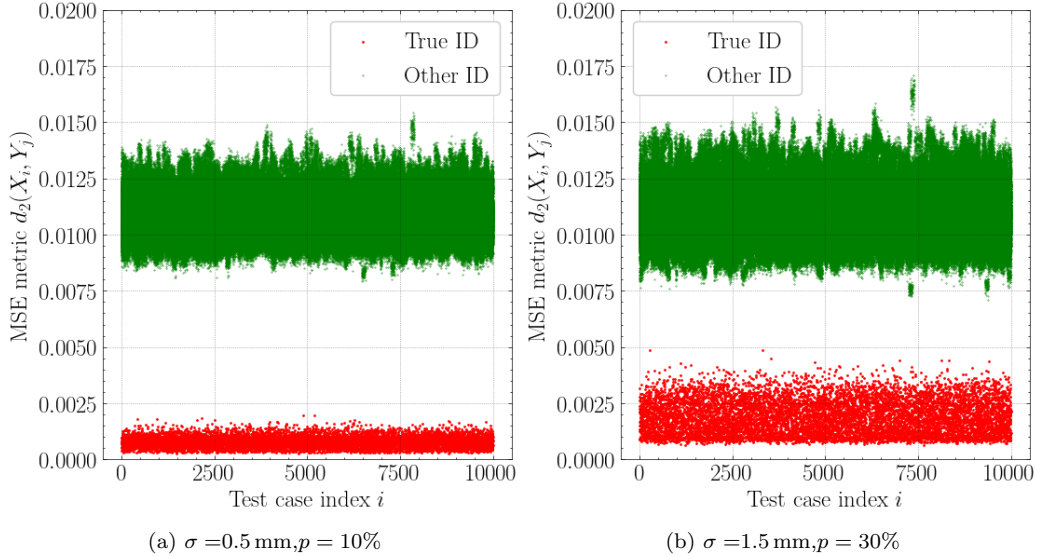 0.0200
0.0175
0.0150
0.0125
0.0100
0.0075
0.0050
0.0025
0.0000
MSE metric d₂(Xᵢ, Yⱼ)
True ID
Other ID
0 2500 5000 7500 10000
Test case index i
(a) σ =0.5 mm,p = 10%
0.0200
0.0175
0.0150
0.0125
0.0100
0.0075
0.0050
0.0025
0.0000
MSE metric d₂(Xᵢ, Yⱼ)
True ID
Other ID
0 2500 5000 7500 10000
Test case index i
(b) σ =1.5 mm,p = 30%